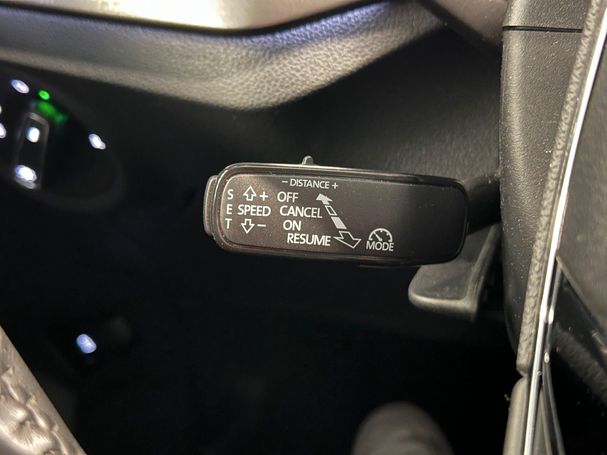 − DISTANCE +
S + OFF
E SPEED CANCEL
T − ON
RESUME
MODE